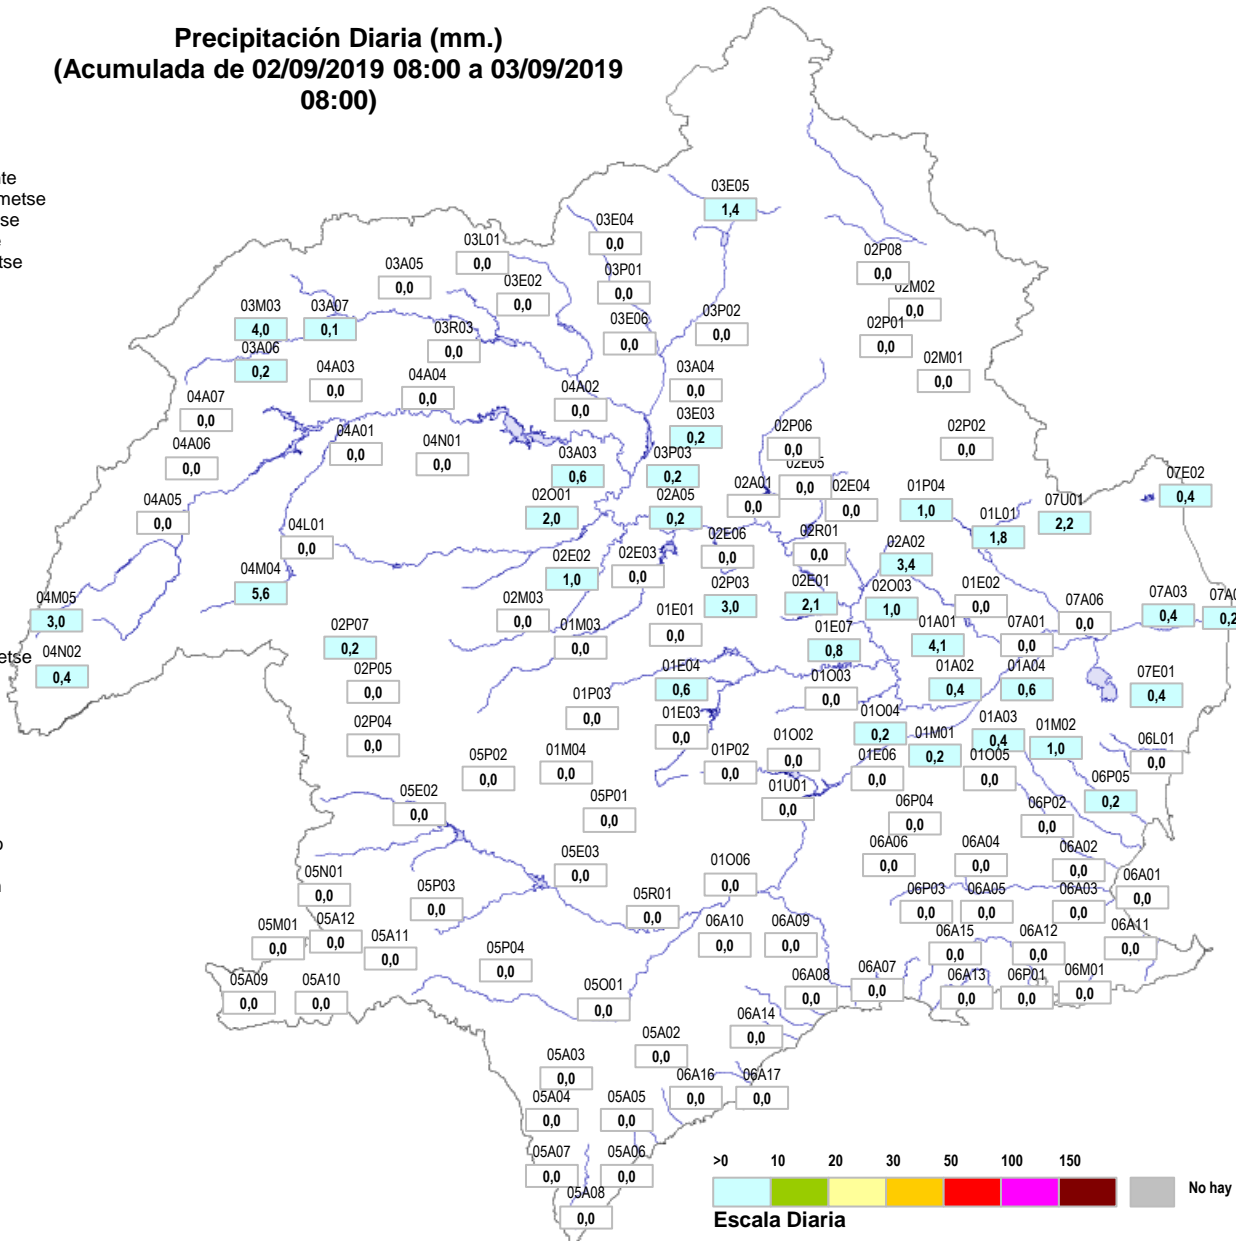 Precipitación Diaria (mm.)
(Acumulada de 02/09/2019 08:00 a 03/09/2019
08:00)
03E05
1,4
03E04
0,0
03L01
0,0
02P08
0,0
03A05
0,0
03P01
0,0
03E02
0,0
02M02
0,0
03M03
4,0
03A07
0,1
03R03
0,0
03E06
0,0
03P02
0,0
02P01
0,0
03A06
0,2
02M01
0,0
04A03
0,0
04A04
0,0
03A04
0,0
04A02
0,0
04A07
0,0
03E03
0,2
02P06
0,0
02P02
0,0
04A01
0,0
04A06
0,0
04N01
0,0
03A03
0,6
03P03
0,2
02E05
0,0
07E02
0,4
02A01
0,0
02E04
0,0
01P04
1,0
04A05
0,0
02O01
2,0
02A05
0,2
01L01
1,8
07U01
2,2
04L01
0,0
02E06
0,0
02R01
0,0
02A02
3,4
02E02
1,0
02E03
0,0
04M04
5,6
04M05
3,0
02P03
3,0
02E01
2,1
02O03
1,0
01E02
0,0
07A03
0,4
07A0
0,2
02M03
0,0
01E01
0,0
07A06
0,0
02P07
0,2
01M03
0,0
01E07
0,8
01A01
4,1
07A01
0,0
etse
04N02
0,4
02P05
0,0
01E04
0,6
01O03
0,0
01A02
0,4
01A04
0,6
07E01
0,4
01P03
0,0
02P04
0,0
01E03
0,0
01O04
0,2
01A03
0,4
01M02
1,0
05P02
0,0
01M04
0,0
01P02
0,0
01O02
0,0
01M01
0,2
01E06
0,0
01O05
0,0
06L01
0,0
05E02
0,0
05P01
0,0
01U01
0,0
06P05
0,2
06P04
0,0
06P02
0,0
05E03
0,0
01O06
0,0
06A06
0,0
06A04
0,0
06A02
0,0
05N01
0,0
05P03
0,0
05R01
0,0
06P03
0,0
06A05
0,0
06A03
0,0
06A01
0,0
05M01
0,0
05A12
0,0
05A11
0,0
06A10
0,0
06A09
0,0
06A15
0,0
06A12
0,0
06A11
0,0
05P04
0,0
05A09
0,0
05A10
0,0
05O01
0,0
06A08
0,0
06A07
0,0
06A13
0,0
06P01
0,0
06M01
0,0
06A14
0,0
05A02
0,0
05A03
0,0
06A16
0,0
06A17
0,0
05A04
0,0
05A05
0,0
05A07
0,0
05A06
0,0
05A08
0,0
>0 10 20 30 50 100 150
No hay
Escala Diaria